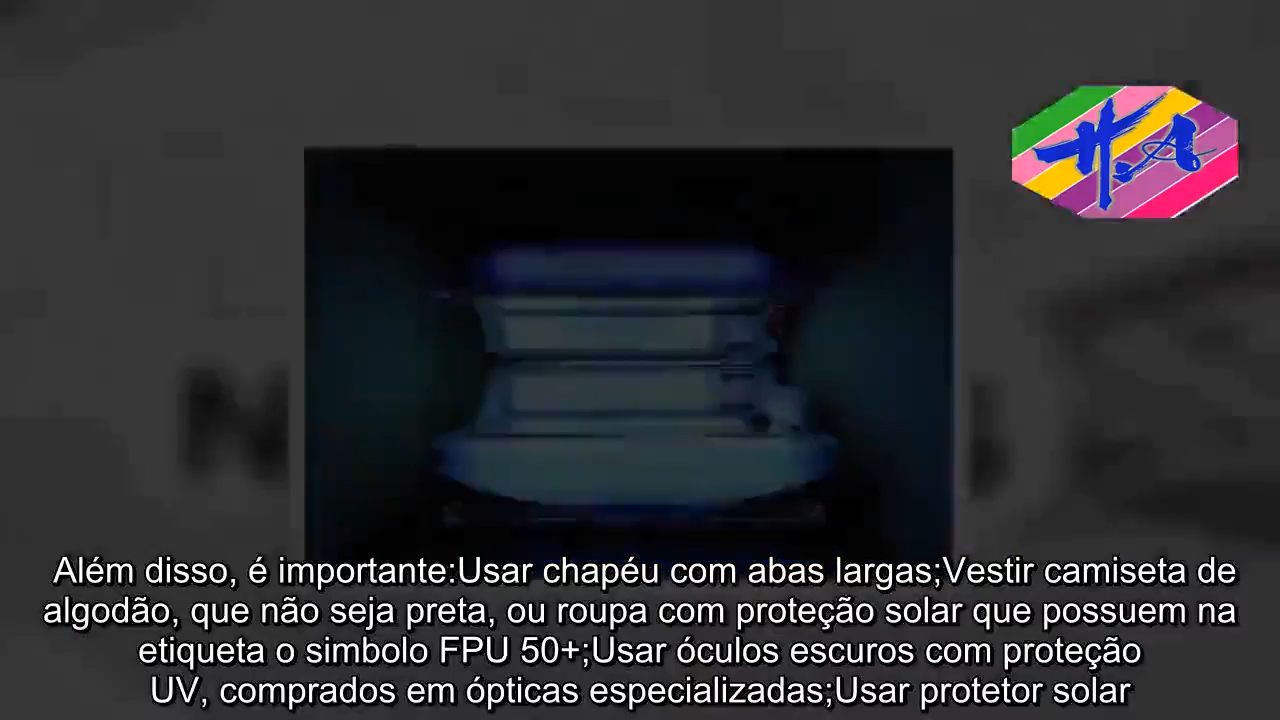 H.A
Além disso, é importante:Usar chapéu com abas largas;Vestir camiseta de
algodão, que não seja preta, ou roupa com proteção solar que possuem na
etiqueta o simbolo FPU 50+;Usar óculos escuros com proteção
UV, comprados em ópticas especializadas;Usar protetor solar